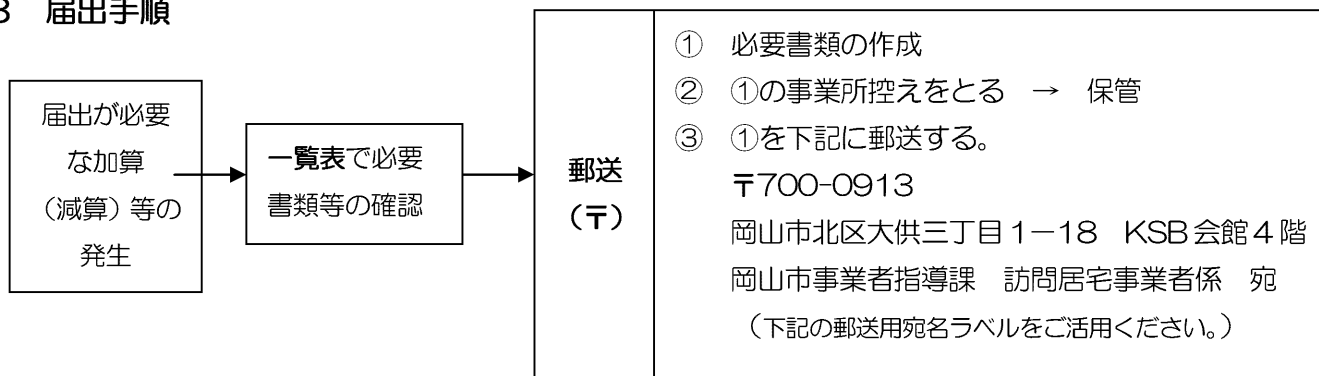 3　届出手順
届出が必要
な加算
（減算）等の
発生
一覧表で必要
書類等の確認
郵送
（〒）
①　必要書類の作成
②　①の事業所控えをとる　→　保管
③　①を下記に郵送する。
〒700-0913
岡山市北区大供三丁目１－18　KSB会館４階
岡山市事業者指導課　訪問居宅事業者係　宛
（下記の郵送用宛名ラベルをご活用ください。）